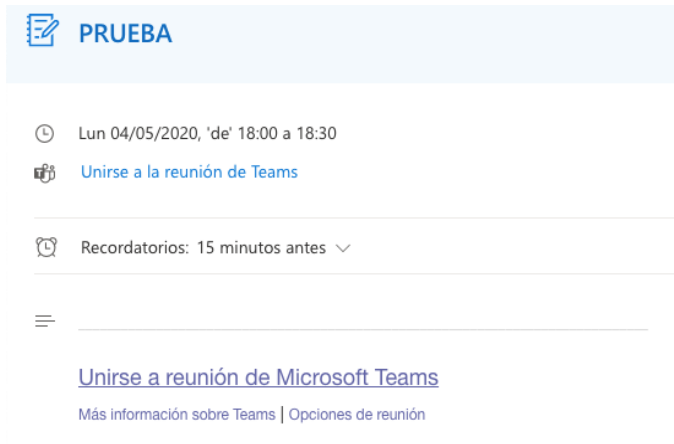 PRUEBA
Lun 04/05/2020, 'de' 18:00 a 18:30
Unirse a la reunión de Teams
Recordatorios: 15 minutos antes
Unirse a reunión de Microsoft Teams
Más información sobre Teams | Opciones de reunión